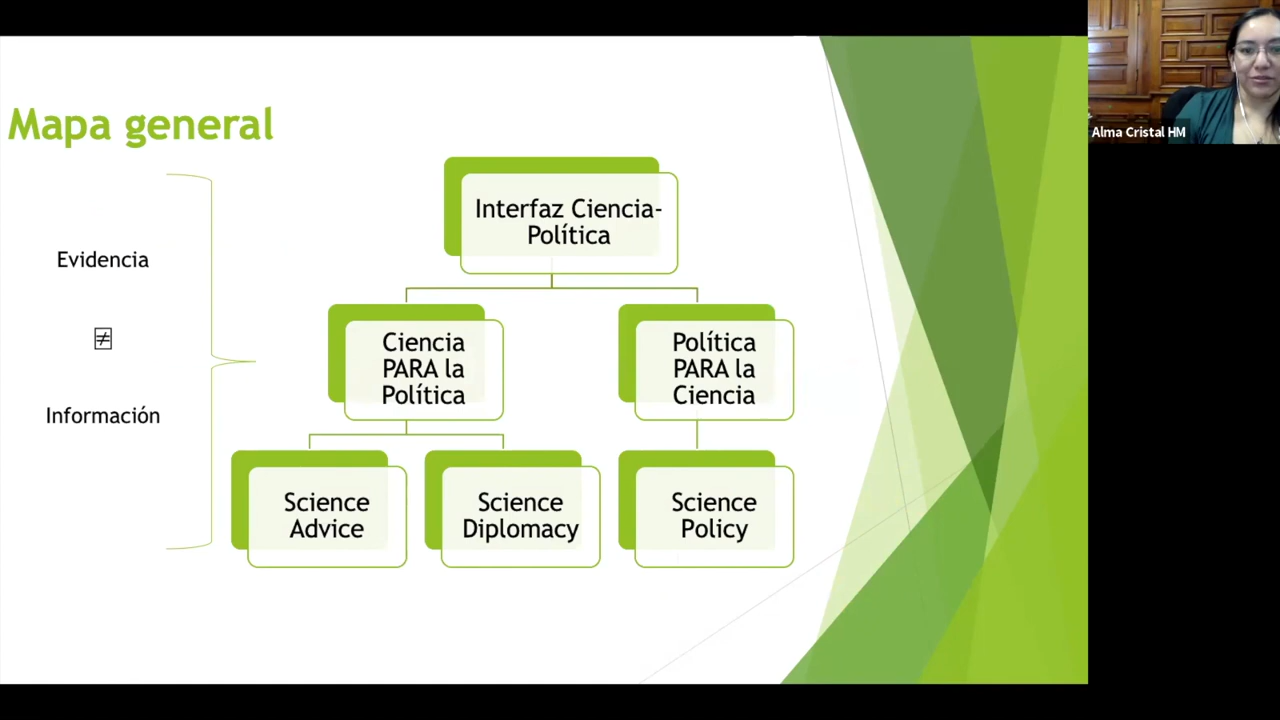 Mapa general
Evidencia
≠
Información
Interfaz Ciencia-
Política
Ciencia
PARA la
Política
Política
PARA la
Ciencia
Science
Advice
Science
Diplomacy
Science
Policy
Alma Cristal HM